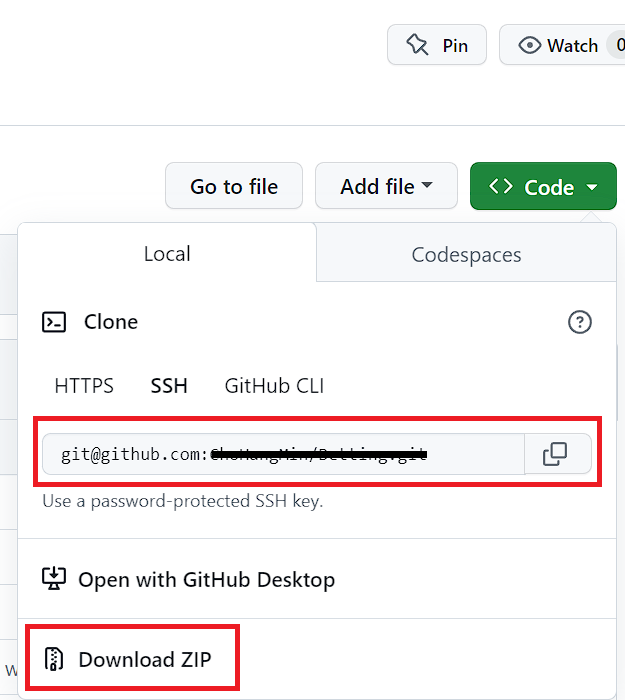 Pin
Watch 0
Go to file
Add file
Code
Local
Codespaces
Clone
HTTPS
SSH
GitHub CLI
git@github.com:
Use a password-protected SSH key.
Open with GitHub Desktop
W
Download ZIP